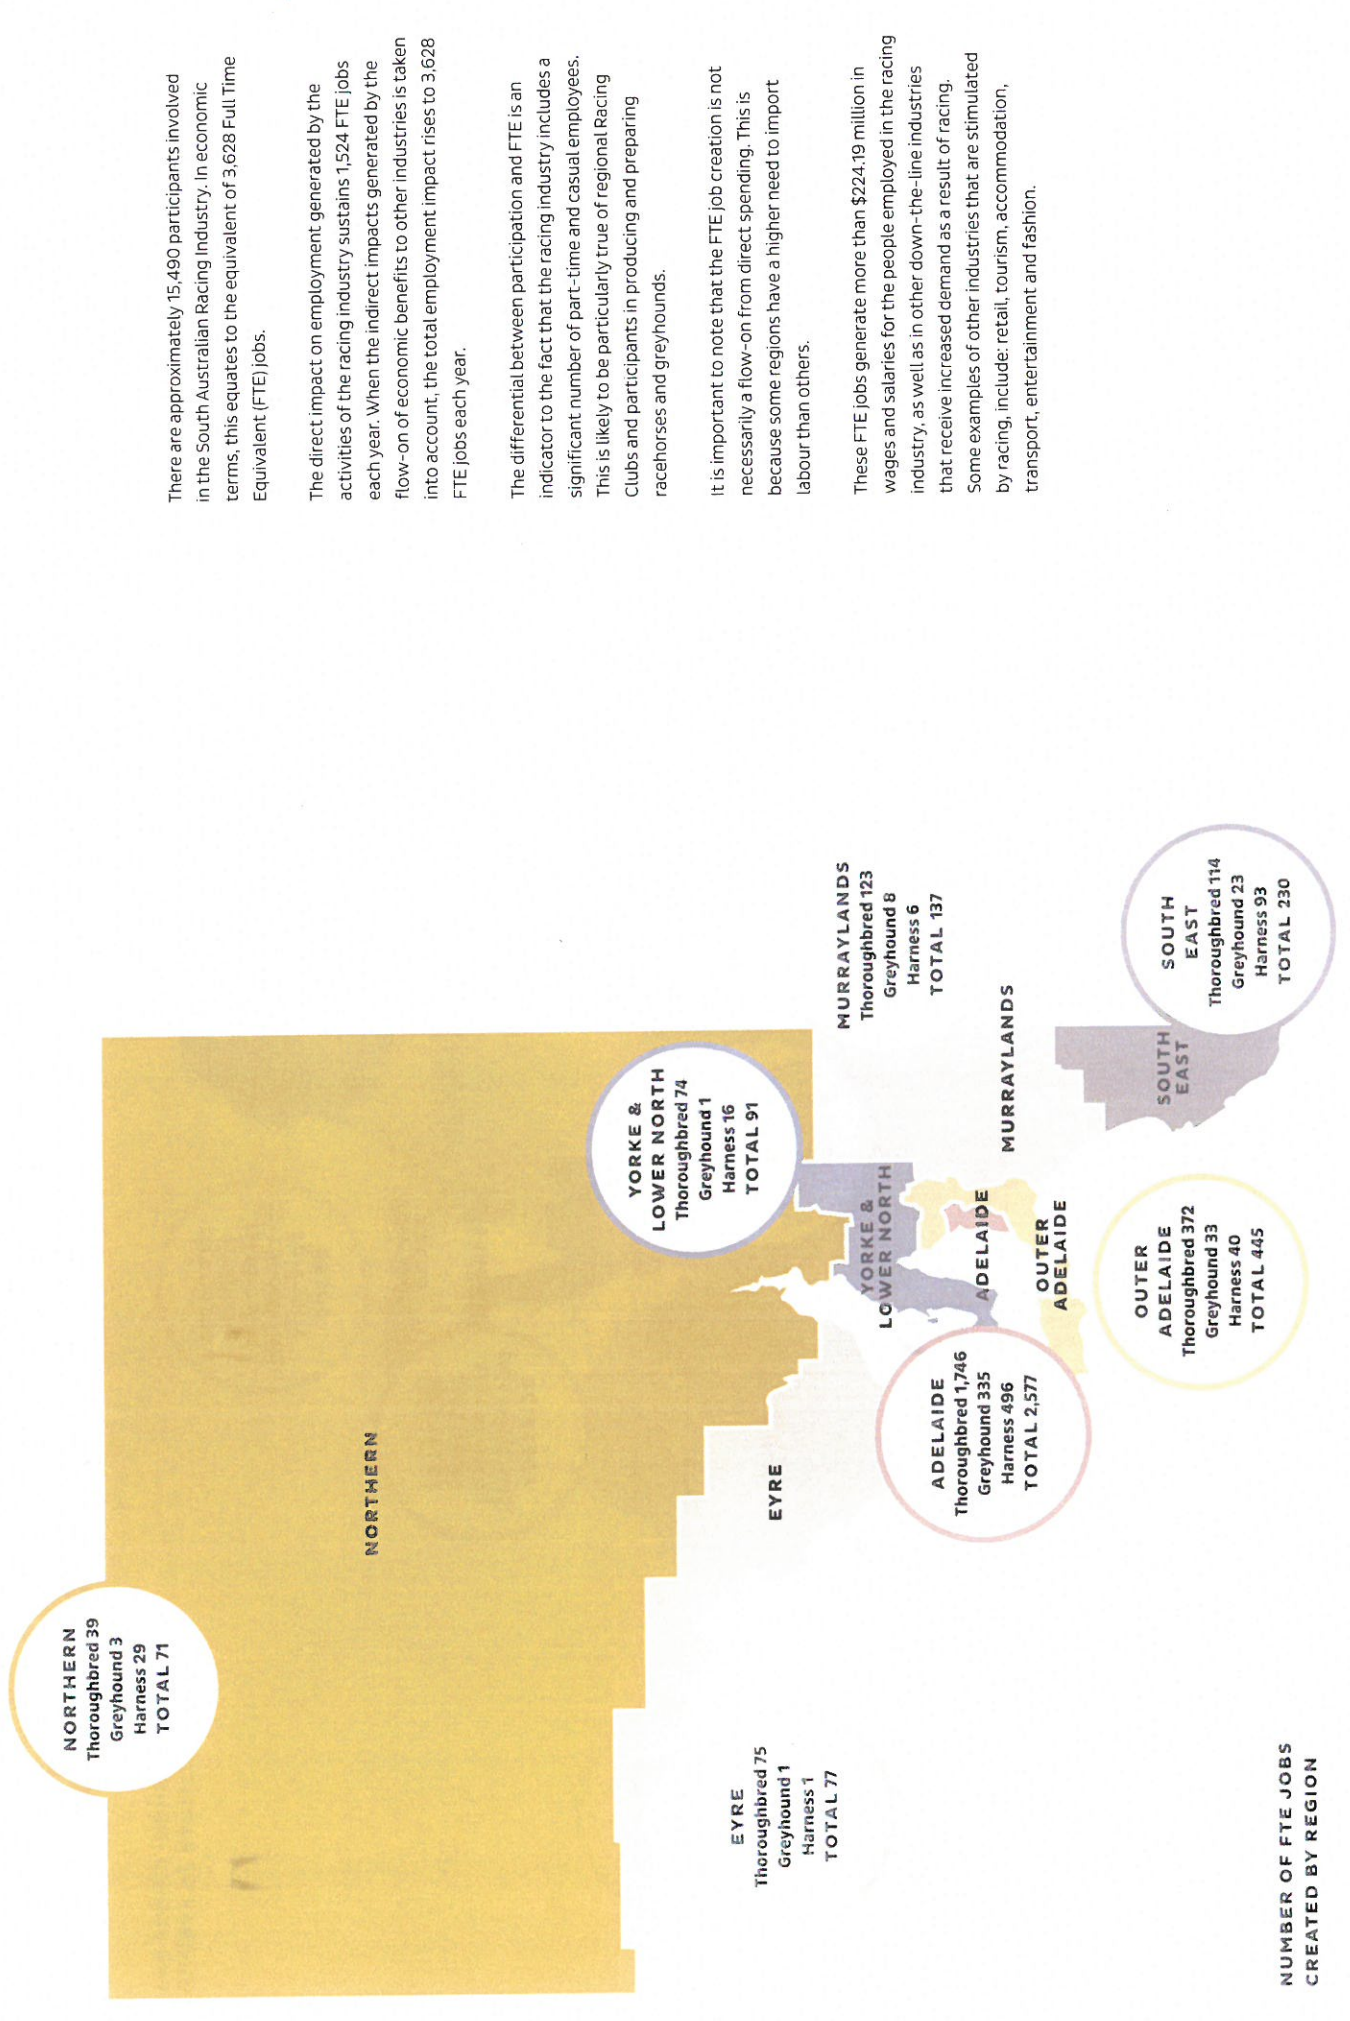 NORTHERN
Thoroughbred 39
Greyhound 3
Harness 29
TOTAL 71
NORTHERN
EYRE
Thoroughbred 75
Greyhound 1
Harness 1
TOTAL 77
EYRE
YORKE &
LOWER NORTH
Thoroughbred 74
Greyhound 1
Harness 16
TOTAL 91
YORKE &
LOWER NORTH
MURRAYLANDS
Thoroughbred 123
Greyhound 8
Harness 6
TOTAL 137
MURRAYLANDS
ADELAIDE
ADELAIDE
Thoroughbred 1,746
Greyhound 335
Harness 496
TOTAL 2,577
OUTER
ADELAIDE
OUTER
ADELAIDE
Thoroughbred 372
Greyhound 33
Harness 40
TOTAL 445
SOUTH
EAST
SOUTH
EAST
Thoroughbred 114
Greyhound 23
Harness 93
TOTAL 230
NUMBER OF FTE JOBS
CREATED BY REGION
There are approximately 15,490 participants involved
in the South Australian Racing Industry. In economic
terms, this equates to the equivalent of 3,628 Full Time
Equivalent (FTE) jobs.
The direct impact on employment generated by the
activities of the racing industry sustains 1,524 FTE jobs
each year. When the indirect impacts generated by the
flow-on of economic benefits to other industries is taken
into account, the total employment impact rises to 3,628
FTE jobs each year.
The differential between participation and FTE is an
indicator to the fact that the racing industry includes a
significant number of part-time and casual employees.
This is likely to be particularly true of regional Racing
Clubs and participants in producing and preparing
racehorses and greyhounds.
It is important to note that the FTE job creation is not
necessarily a flow-on from direct spending. This is
because some regions have a higher need to import
labour than others.
These FTE jobs generate more than $224.19 million in
wages and salaries for the people employed in the racing
industry, as well as in other down-the-line industries
that receive increased demand as a result of racing.
Some examples of other industries that are stimulated
by racing, include: retail, tourism, accommodation,
transport, entertainment and fashion.